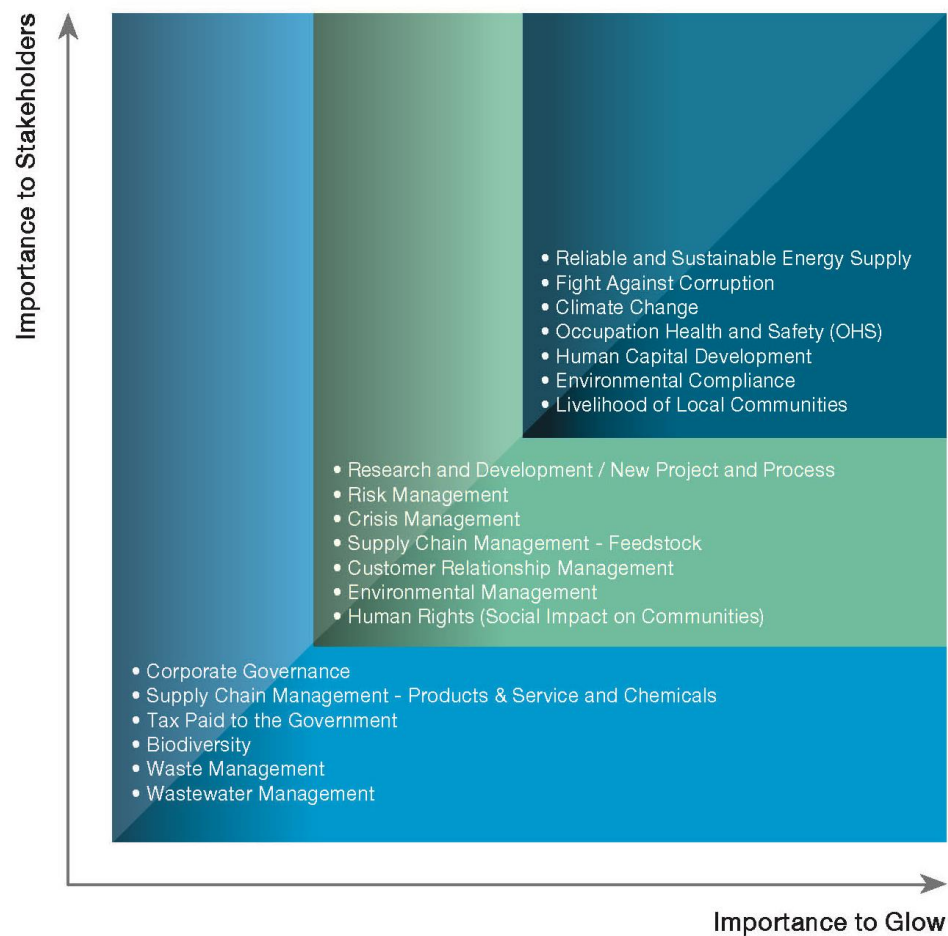 Importance to Stakeholders
• Reliable and Sustainable Energy Supply
• Fight Against Corruption
• Climate Change
• Occupation Health and Safety (OHS)
• Human Capital Development
• Environmental Compliance
• Livelihood of Local Communities
• Research and Development / New Project and Process
• Risk Management
• Crisis Management
• Supply Chain Management - Feedstock
• Customer Relationship Management
• Environmental Management
• Human Rights (Social Impact on Communities)
• Corporate Governance
• Supply Chain Management - Products & Service and Chemicals
• Tax Paid to the Government
• Biodiversity
• Waste Management
• Wastewater Management
Importance to Glow